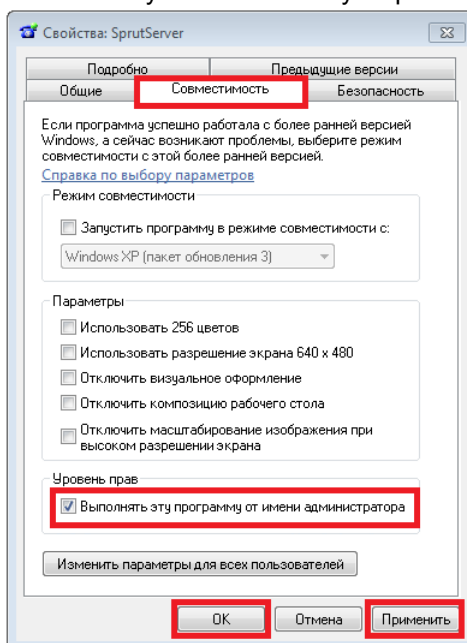 Свойства: SprutServer
Подробно
Предыдущие версии
Общие
Совместимость
Безопасность
Если программа успешно работала с более ранней версией
Windows, а сейчас возникают проблемы, выберите режим
совместимости с этой более ранней версией.
Справка по выбору параметров
Режим совместимости
Запустить программу в режиме совместимости с:
Windows XP (пакет обновления 3)
Параметры
Использовать 256 цветов
Использовать разрешение экрана 640 x 480
Отключить визуальное оформление
Отключить композицию рабочего стола
Отключить масштабирование изображения при
высоком разрешении экрана
Уровень прав
Выполнять эту программу от имени администратора
Изменить параметры для всех пользователей
ОК
Отмена
Применить